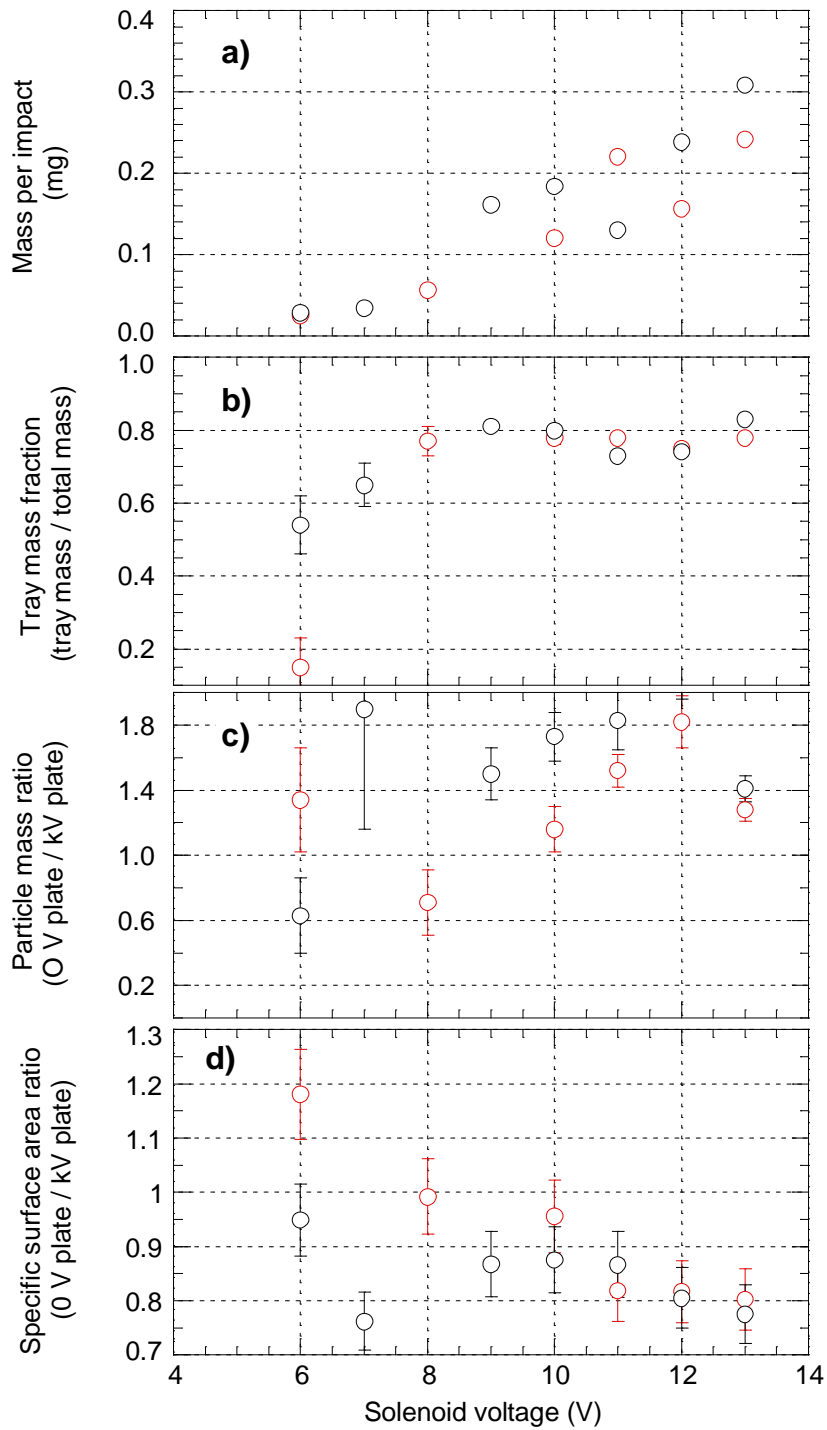 a)
0.4
0.3
0.2
0.1
0.0
Mass per impact
(mg)
b)
1.0
0.8
0.6
0.4
0.2
Tray mass fraction
(tray mass / total mass)
c)
1.8
1.4
1.0
0.6
0.2
Particle mass ratio
(O V plate / kV plate)
d)
1.3
1.2
1.1
1
0.9
0.8
0.7
Specific surface area ratio
(0 V plate / kV plate)
4 6 8 10 12 14
Solenoid voltage (V)